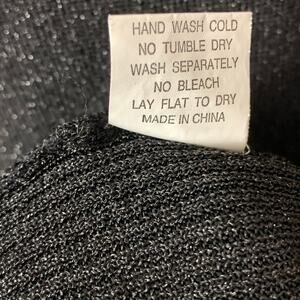 HAND WASH COLD
NO TUMBLE DRY
WASH SEPARATELY
NO BLEACH
LAY FLAT TO DRY
MADE IN CHINA